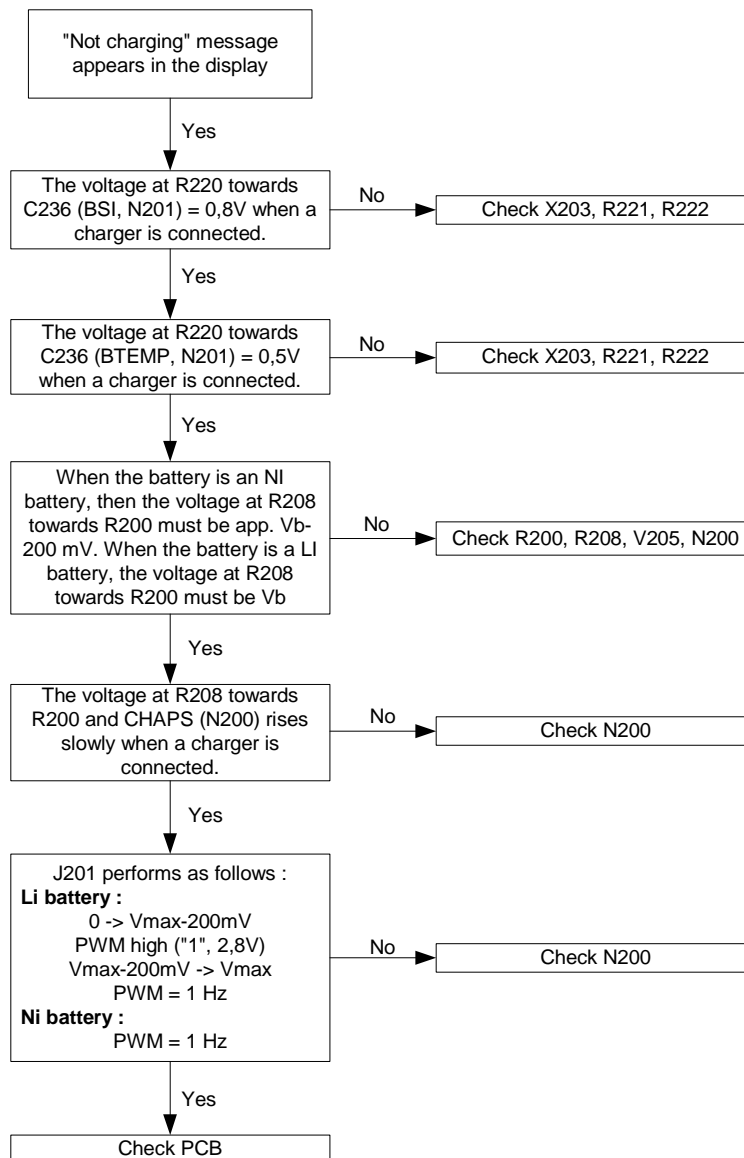 "Not charging" message
appears in the display
Yes
The voltage at R220 towards
C236 (BSI, N201) = 0,8V when a
charger is connected.
No
Check X203, R221, R222
Yes
The voltage at R220 towards
C236 (BTEMP, N201) = 0,5V
when a charger is connected.
No
Check X203, R221, R222
Yes
When the battery is an NI
battery, then the voltage at R208
towards R200 must be app. Vb-
200 mV. When the battery is a LI
battery, the voltage at R208
towards R200 must be Vb
No
Check R200, R208, V205, N200
Yes
The voltage at R208 towards
R200 and CHAPS (N200) rises
slowly when a charger is
connected.
No
Check N200
Yes
J201 performs as follows :
Li battery :
0 -> Vmax-200mV
PWM high ("1", 2,8V)
Vmax-200mV -> Vmax
PWM = 1 Hz
Ni battery :
PWM = 1 Hz
No
Check N200
Yes
Check PCB